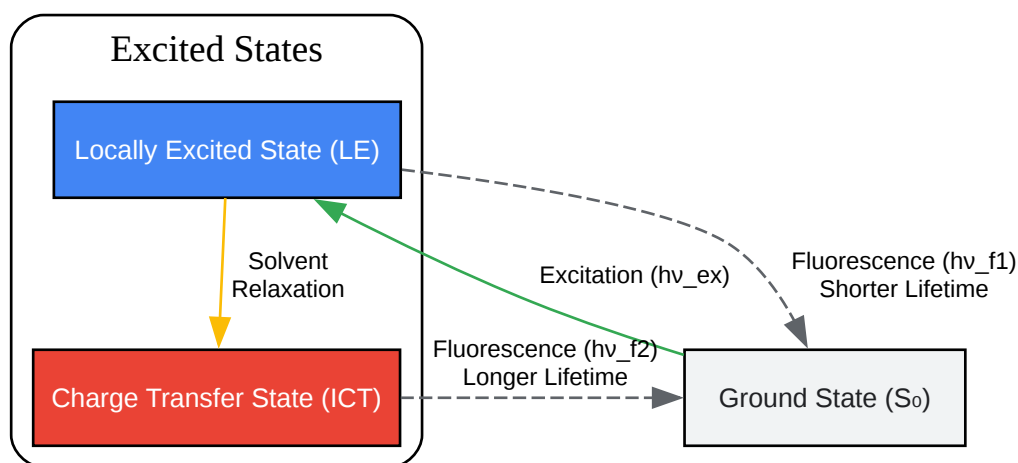 Excited States
Locally Excited State (LE)
Solvent
Relaxation
Excitation (hν_ex)
Fluorescence (hν_f1)
Shorter Lifetime
Fluorescence (hν_f2)
Longer Lifetime
Charge Transfer State (ICT)
Ground State (S₀)